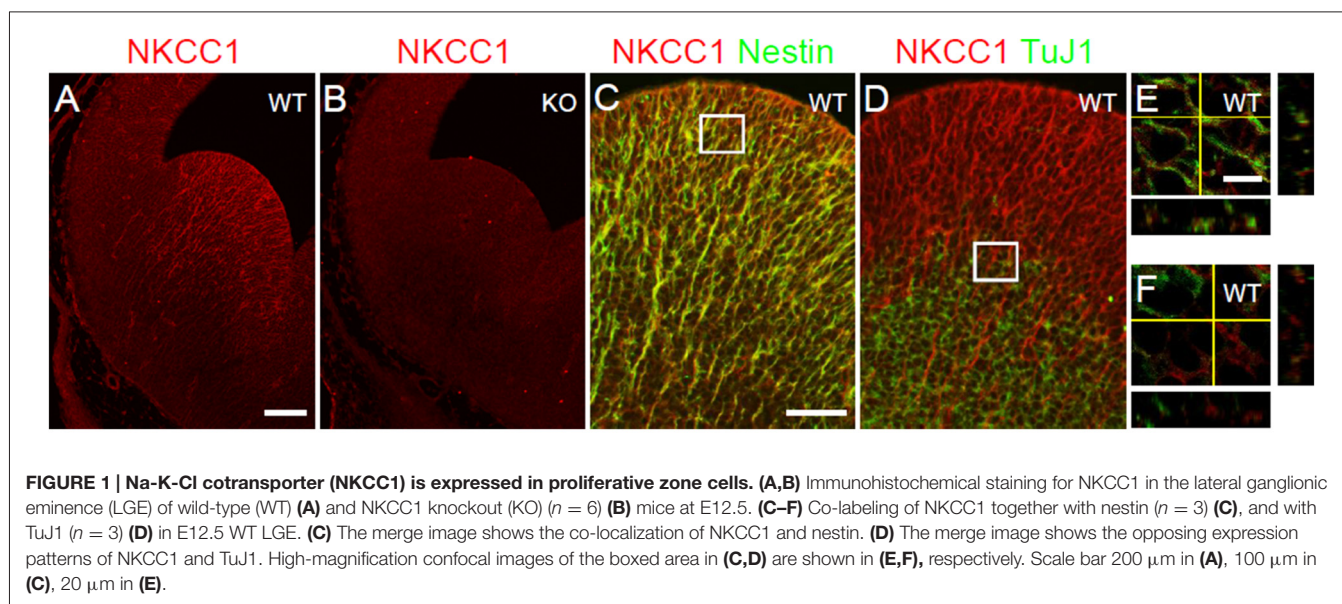 NKCC1 NKCC1 NKCC1 Nestin NKCC1 TuJ1
A WT B KO C WT D WT E WT
F WT
FIGURE 1 | Na-K-Cl cotransporter (NKCC1) is expressed in proliferative zone cells. (A,B) Immunohistochemical staining for NKCC1 in the lateral ganglionic
eminence (LGE) of wild-type (WT) (A) and NKCC1 knockout (KO) (n = 6) (B) mice at E12.5. (C–F) Co-labeling of NKCC1 together with nestin (n = 3) (C), and with
TuJ1 (n = 3) (D) in E12.5 WT LGE. (C) The merge image shows the co-localization of NKCC1 and nestin. (D) The merge image shows the opposing expression
patterns of NKCC1 and TuJ1. High-magnification confocal images of the boxed area in (C,D) are shown in (E,F), respectively. Scale bar 200 μm in (A), 100 μm in
(C), 20 μm in (E).